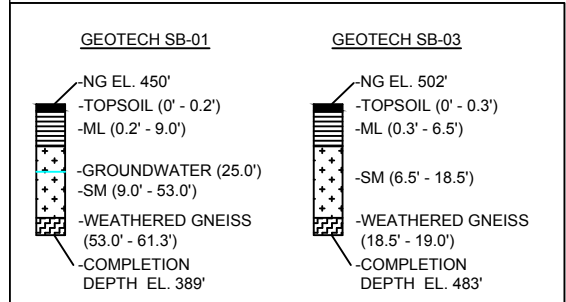 GEOTECH SB-01
-NG EL. 450'
-TOPSOIL (0' - 0.2')
-ML (0.2' - 9.0')
-GROUNDWATER (25.0')
-SM (9.0' - 53.0')
-WEATHERED GNEISS
(53.0' - 61.3')
-COMPLETION
DEPTH EL. 389'
GEOTECH SB-03
-NG EL. 502'
-TOPSOIL (0' - 0.3')
-ML (0.3' - 6.5')
-SM (6.5' - 18.5')
-WEATHERED GNEISS
(18.5' - 19.0')
-COMPLETION
DEPTH EL. 483'